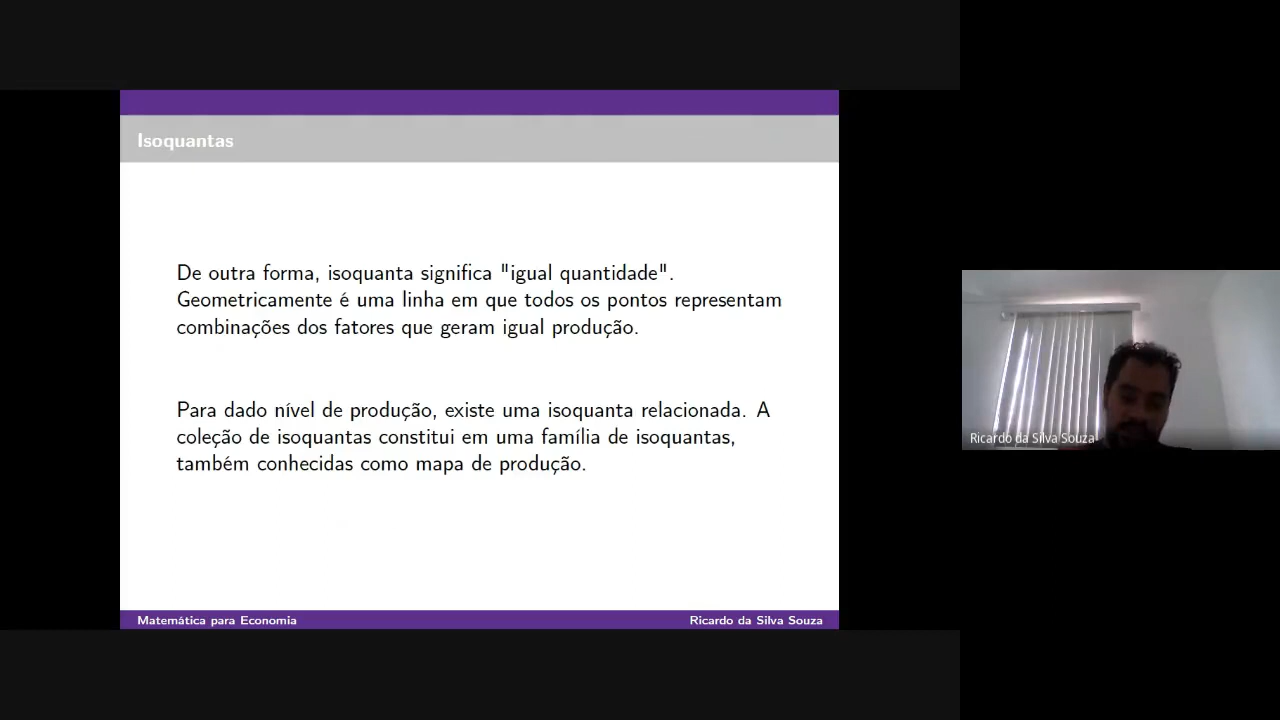 Isoquantas
De outra forma, isoquanta significa "igual quantidade".
Geometricamente é uma linha em que todos os pontos representam
combinações dos fatores que geram igual produção.
Para dado nível de produção, existe uma isoquanta relacionada. A
coleção de isoquantas constitui em uma família de isoquantas,
também conhecidas como mapa de produção.
Matemática para Economia
Ricardo da Silva Souza
Ricardo da Silva Souza